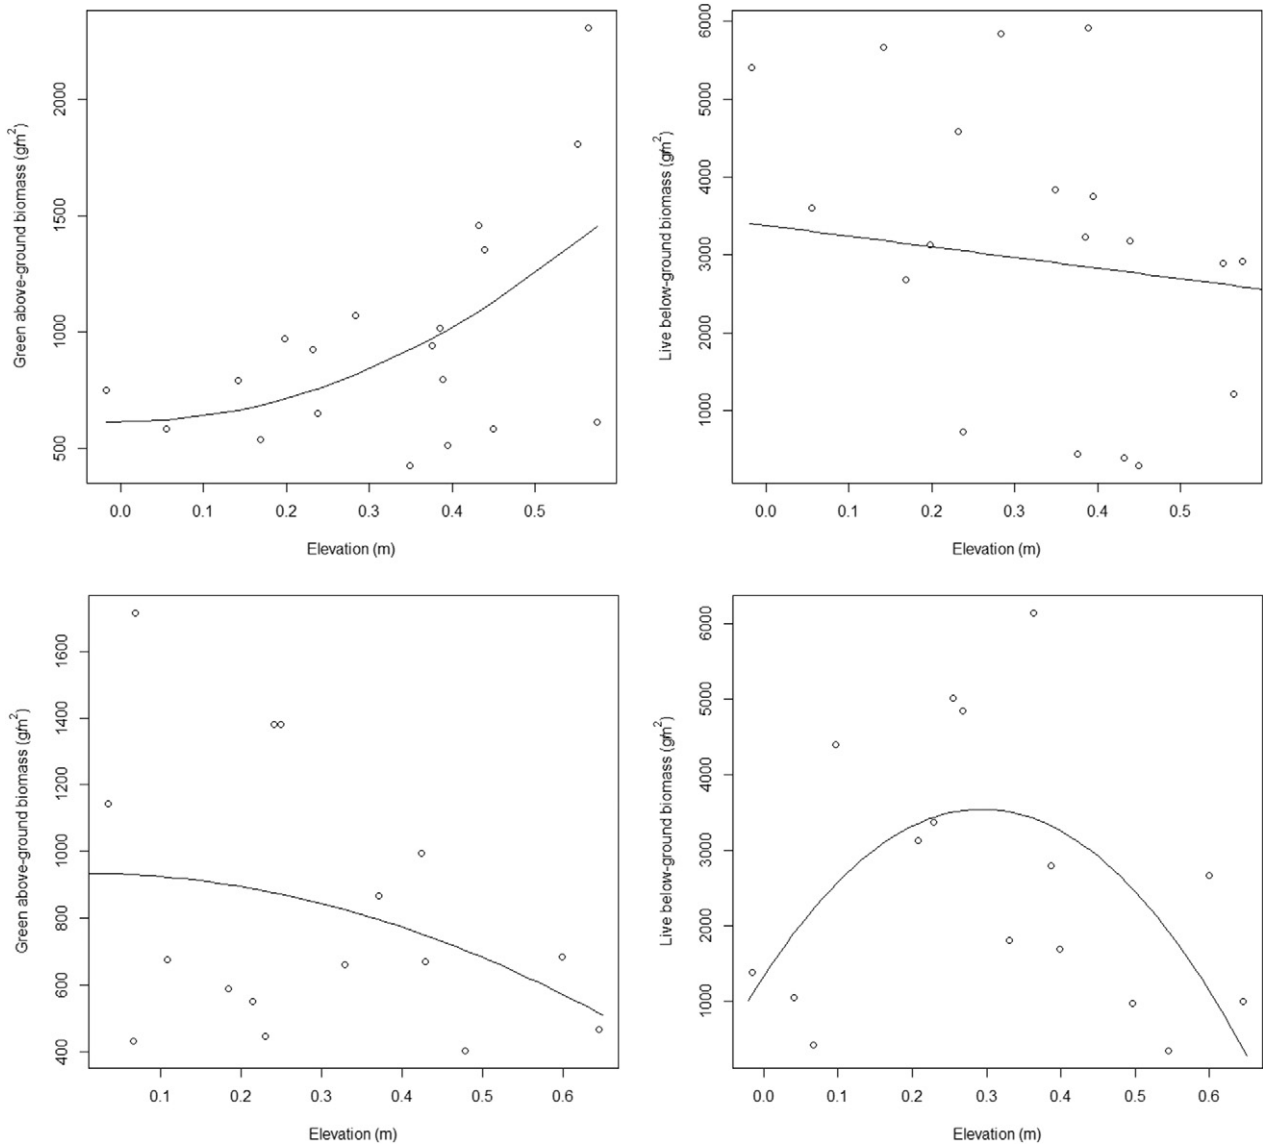 Green above-ground biomass (g/m²)
500 1000 1500 2000
0.0 0.1 0.2 0.3 0.4 0.5
Elevation (m)
Live below-ground biomass (g/m²)
1000 2000 3000 4000 5000 6000
0.0 0.1 0.2 0.3 0.4 0.5
Elevation (m)
Green above-ground biomass (g/m²)
400 600 800 1000 1200 1400 1600
0.1 0.2 0.3 0.4 0.5 0.6
Elevation (m)
Live below-ground biomass (g/m²)
1000 2000 3000 4000 5000 6000
0.0 0.1 0.2 0.3 0.4 0.5 0.6
Elevation (m)